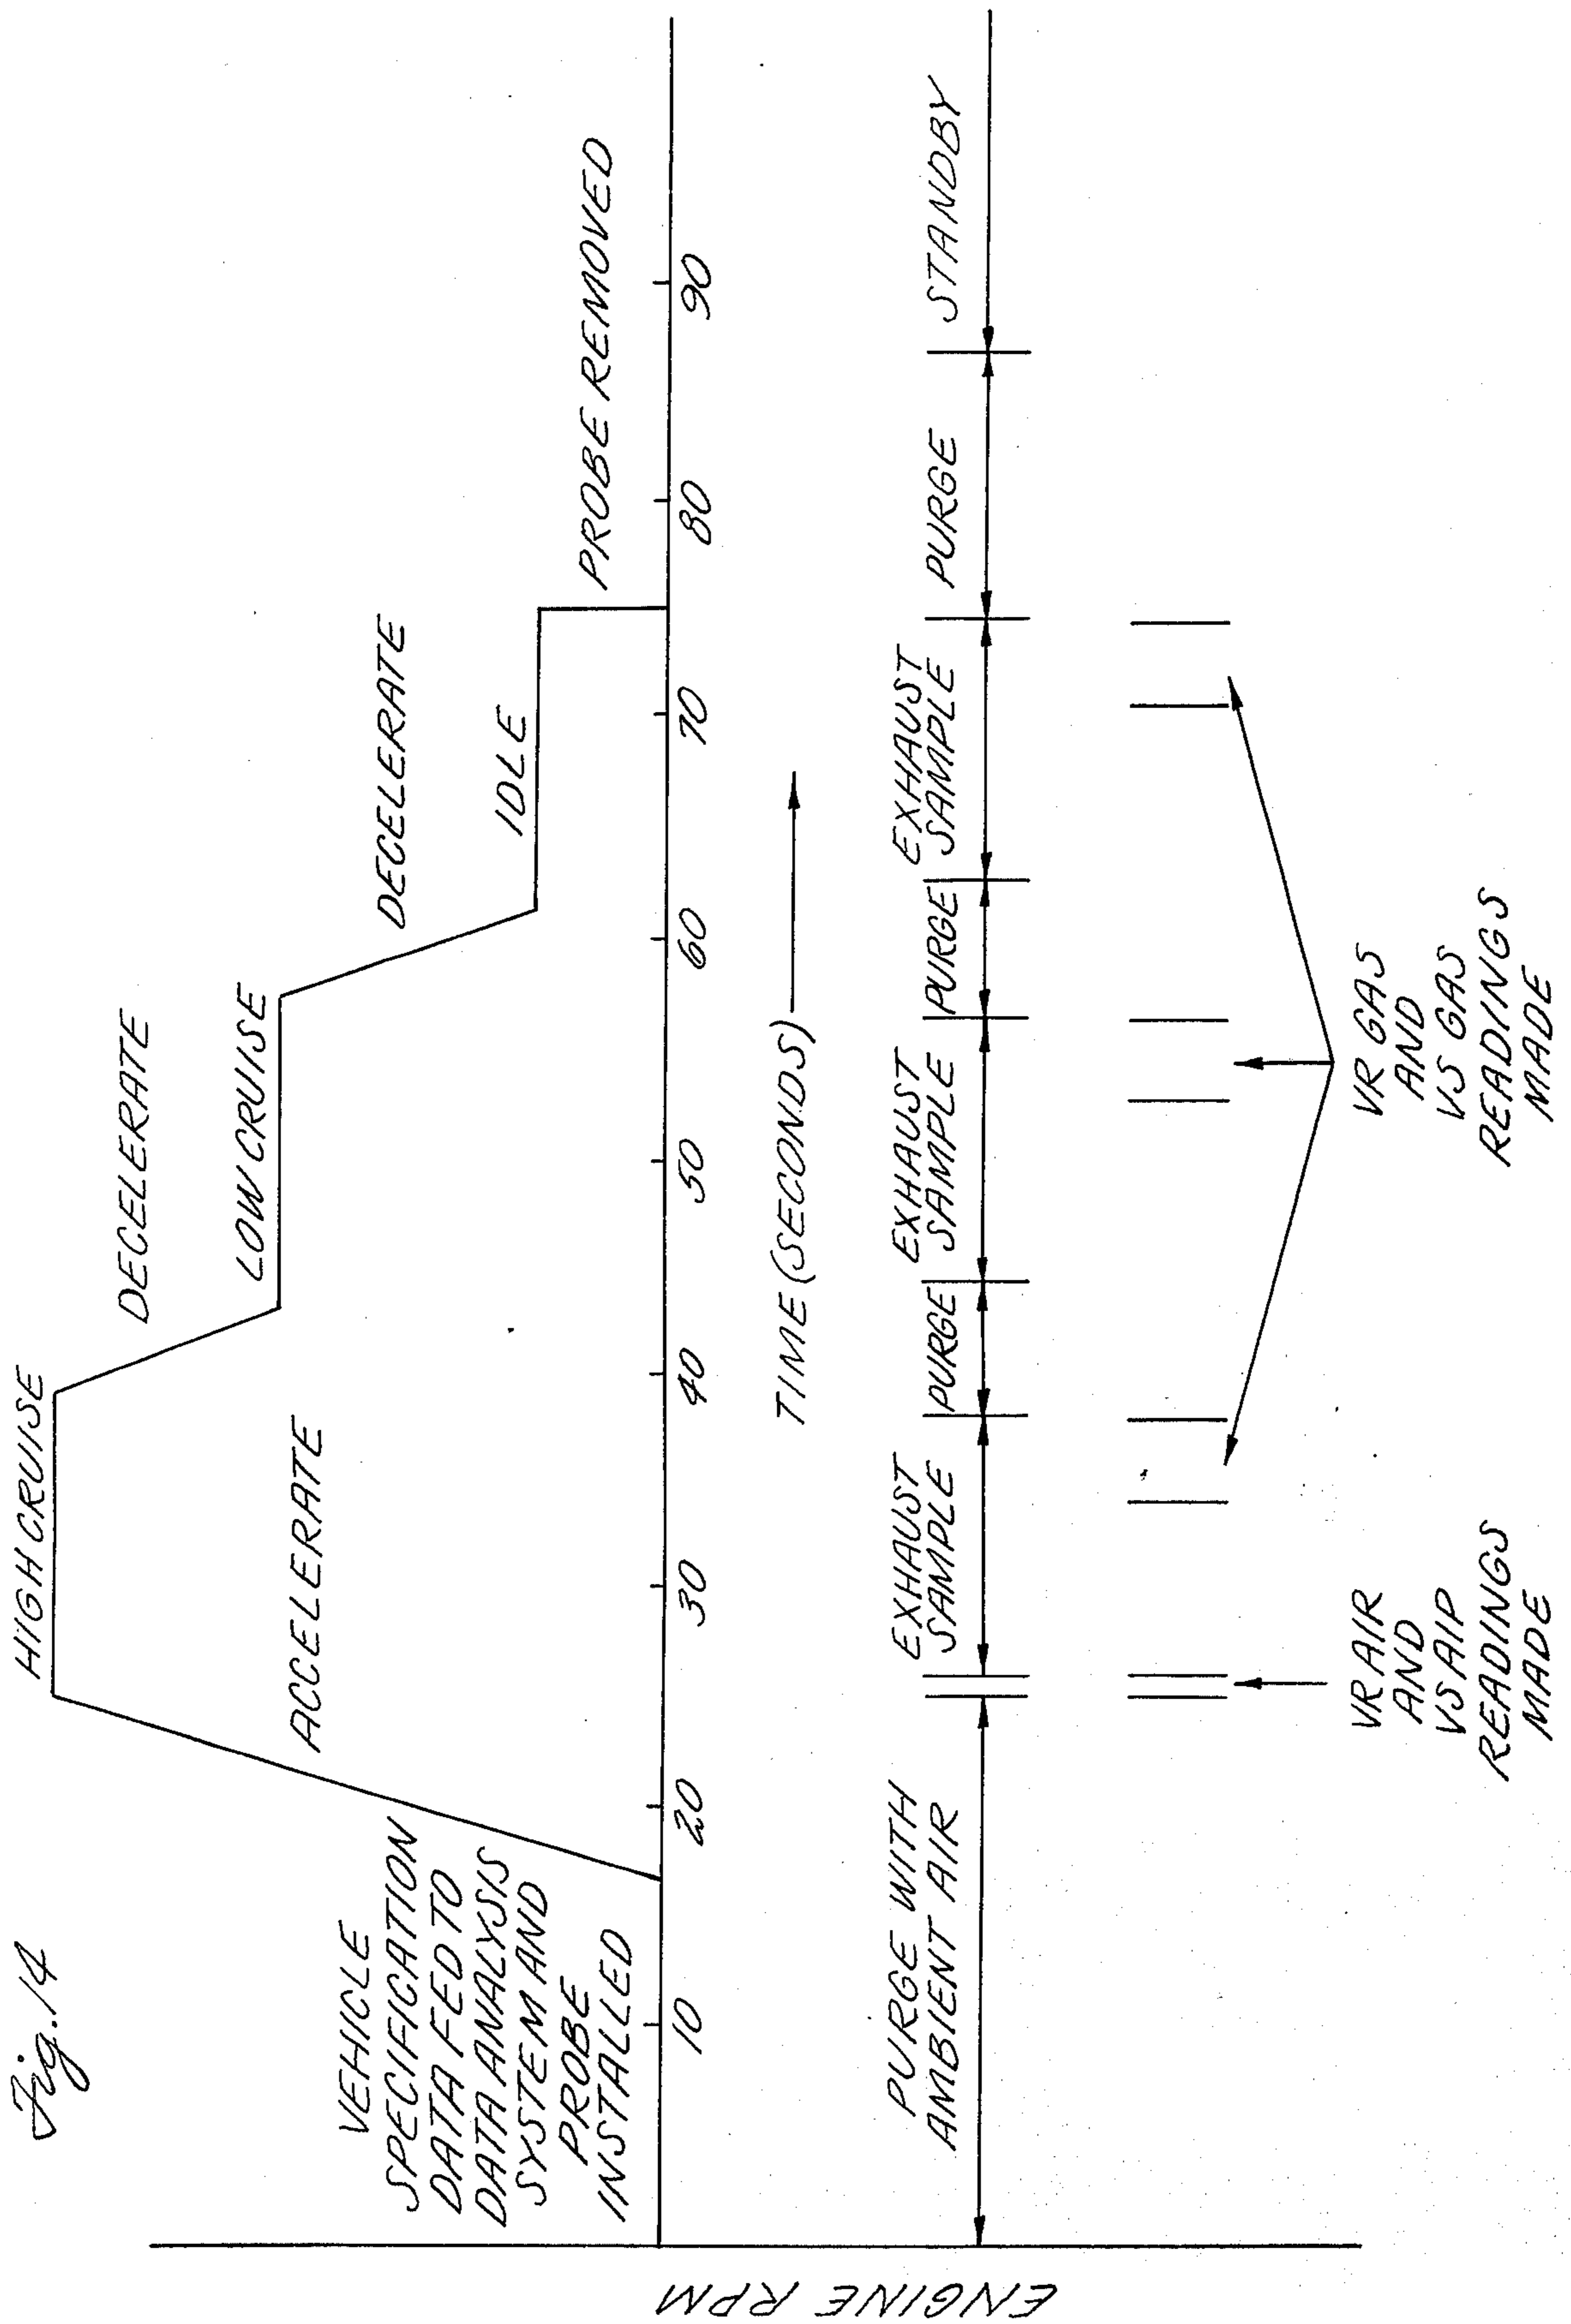 Fig. 14
HIGH CRUISE
DECELERATE
LOW CRUISE
ACCELERATE
DECELERATE
IDLE
VEHICLE
SPECIFICATION
DATA FED TO
DATA ANALYSIS
SYSTEM AND
PROBE
INSTALLED
PROBE REMOVED
ENGINE RPM
10
20
30
40
50
60
70
80
90
TIME (SECONDS)
PURGE WITH
AMBIENT AIR
EXHAUST
SAMPLE
PURGE
EXHAUST
SAMPLE
PURGE
EXHAUST
SAMPLE
PURGE
STANDBY
VR AIR
AND
VSAIP
READINGS
MADE
VR GAS
AND
VS GAS
READINGS
MADE